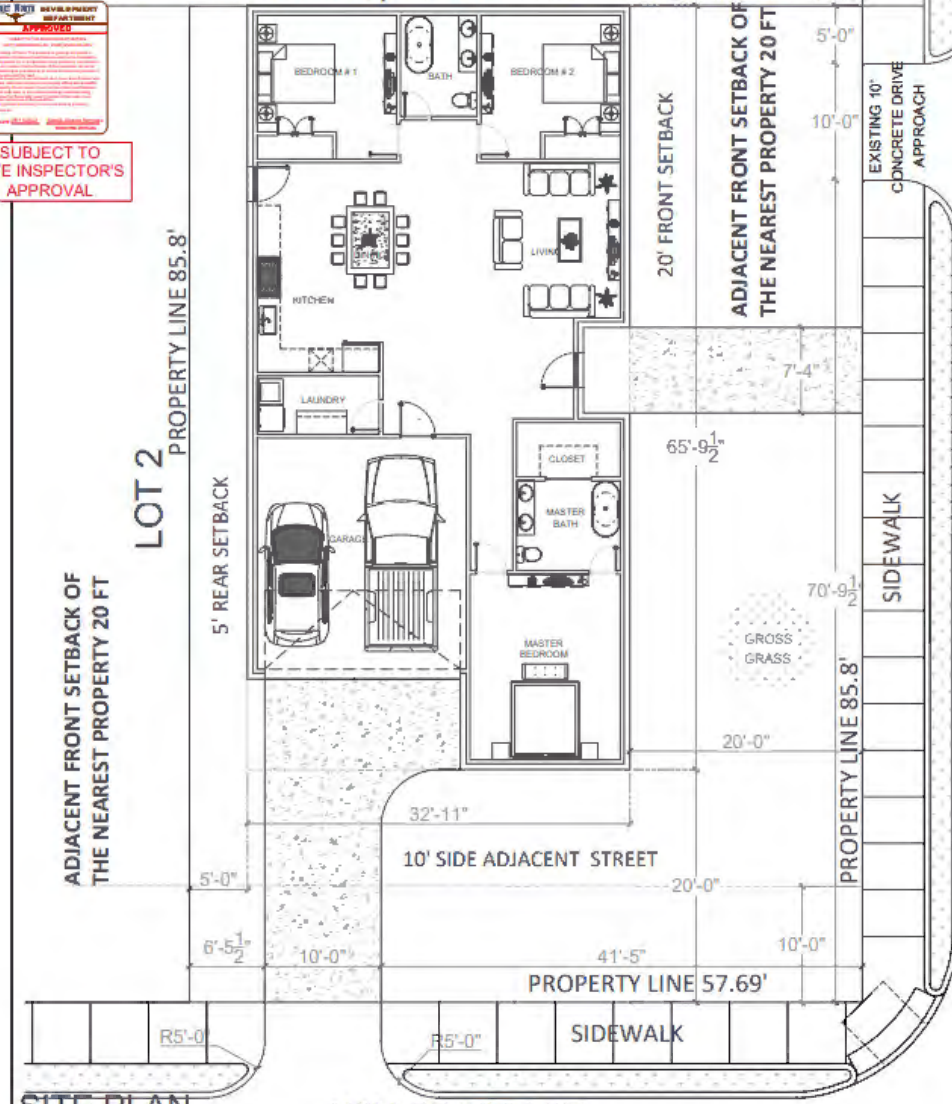 DEVELOPMENT
DEPARTMENT
APPROVED
SUBJECT TO
INSPECTOR'S
APPROVAL
BEDROOM # 1
BATH
BEDROOM # 2
20' FRONT SETBACK
ADJACENT FRONT SETBACK OF
THE NEAREST PROPERTY 20 FT
5'-0"
10'-0"
EXISTING 10"
CONCRETE DRIVE
APPROACH
PROPERTY LINE 85.8'
LIVING
KITCHEN
7'-4"
LAUNDRY
65'-9 1/2"
CLOSET
LOT 2
MASTER
BATH
GARAGE
5' REAR SETBACK
SIDEWALK
70'-9 1/2"
GROSS
GRASS
MASTER
BEDROOM
ADJACENT FRONT SETBACK OF
THE NEAREST PROPERTY 20 FT
PROPERTY LINE 85.8'
20'-0"
32'-11"
10' SIDE ADJACENT STREET
5'-0"
20'-0"
6'-5 1/2"
10'-0"
41'-5"
10'-0"
PROPERTY LINE 57.69'
SIDEWALK
R5'-0"
R5'-0"
SITE PLAN